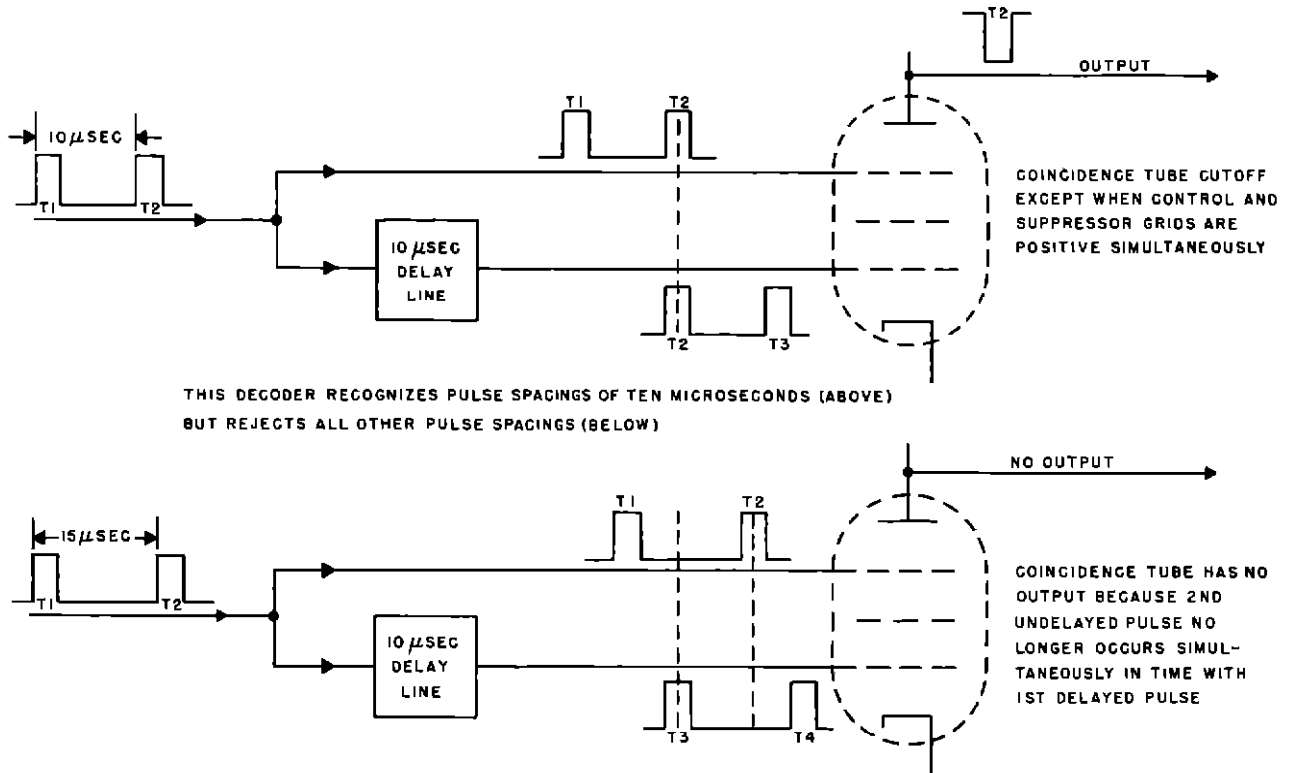 T2
OUTPUT
10 μSEC
T1 T2
T1 T2
10 μSEC
DELAY
LINE
T2 T3
COINCIDENCE TUBE CUTOFF
EXCEPT WHEN CONTROL AND
SUPPRESSOR GRIDS ARE
POSITIVE SIMULTANEOUSLY
THIS DECODER RECOGNIZES PULSE SPACINGS OF TEN MICROSECONDS (ABOVE)
BUT REJECTS ALL OTHER PULSE SPACINGS (BELOW)
NO OUTPUT
15 μSEC
T1 T2
T1 T2
10 μSEC
DELAY
LINE
T3 T4
COINCIDENCE TUBE HAS NO
OUTPUT BECAUSE 2ND
UNDELAYED PULSE NO
LONGER OCCURS SIMUL-
TANEOUSLY IN TIME WITH
1ST DELAYED PULSE